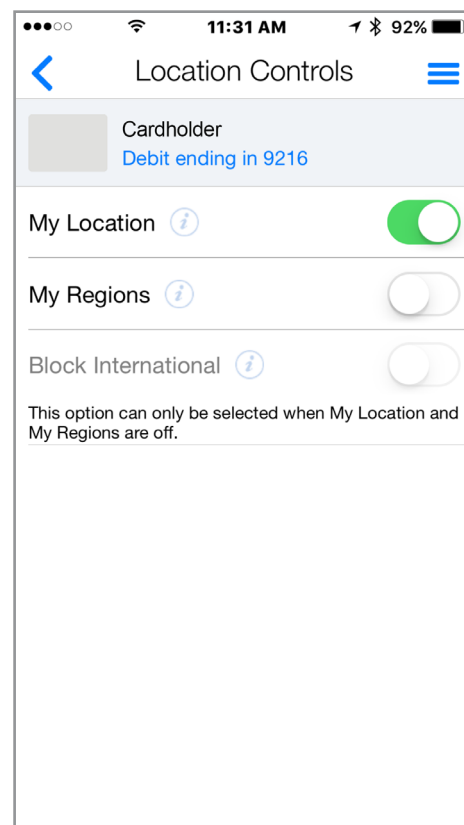 11:31 AM 92%
Location Controls
Cardholder
Debit ending in 9216
My Location i
My Regions i
Block International i
This option can only be selected when My Location and
My Regions are off.